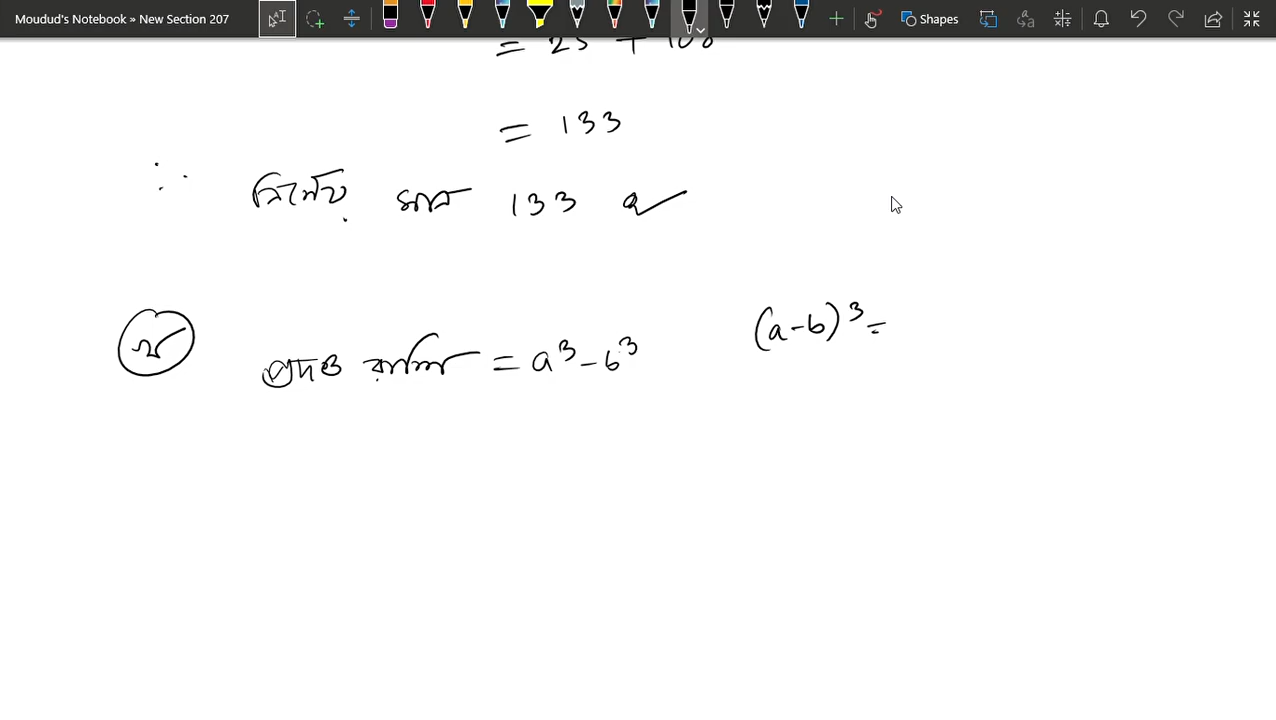 Moudud's Notebook » New Section 207
Shapes
= 25 + 108
= 133
∴ নির্ণেয় মান 133
প্রদত্ত রাশি = a³ - b³
(a-b)³ =